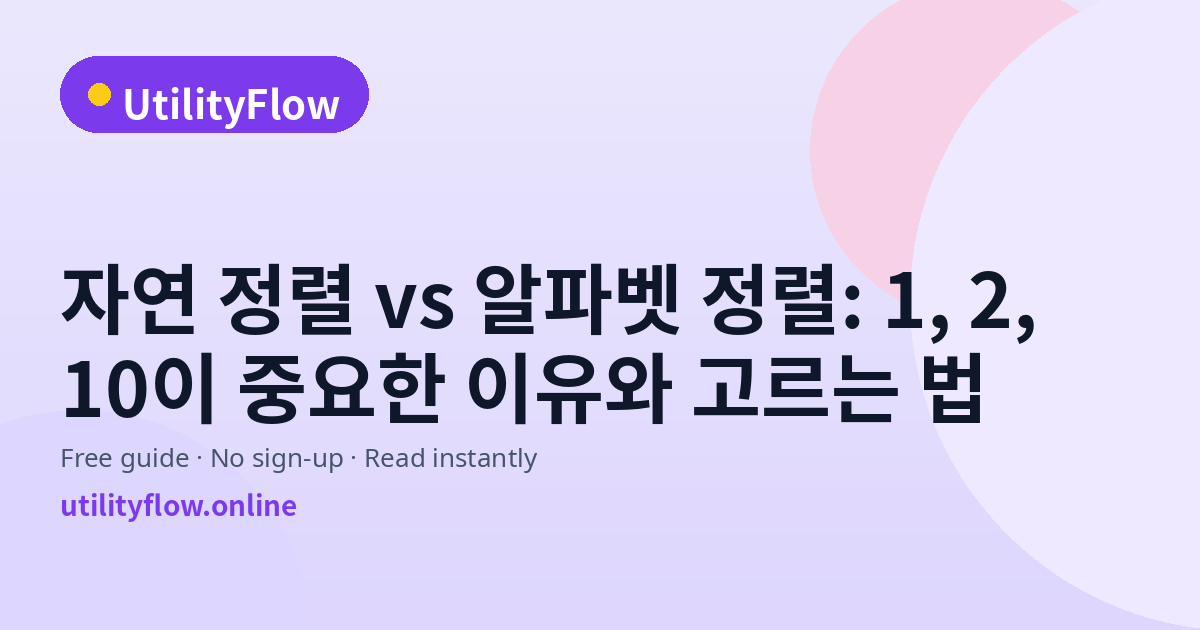 UtilityFlow
자연 정렬 vs 알파벳 정렬: 1, 2,
10이 중요한 이유와 고르는 법
Free guide · No sign-up · Read instantly
utilityflow.online